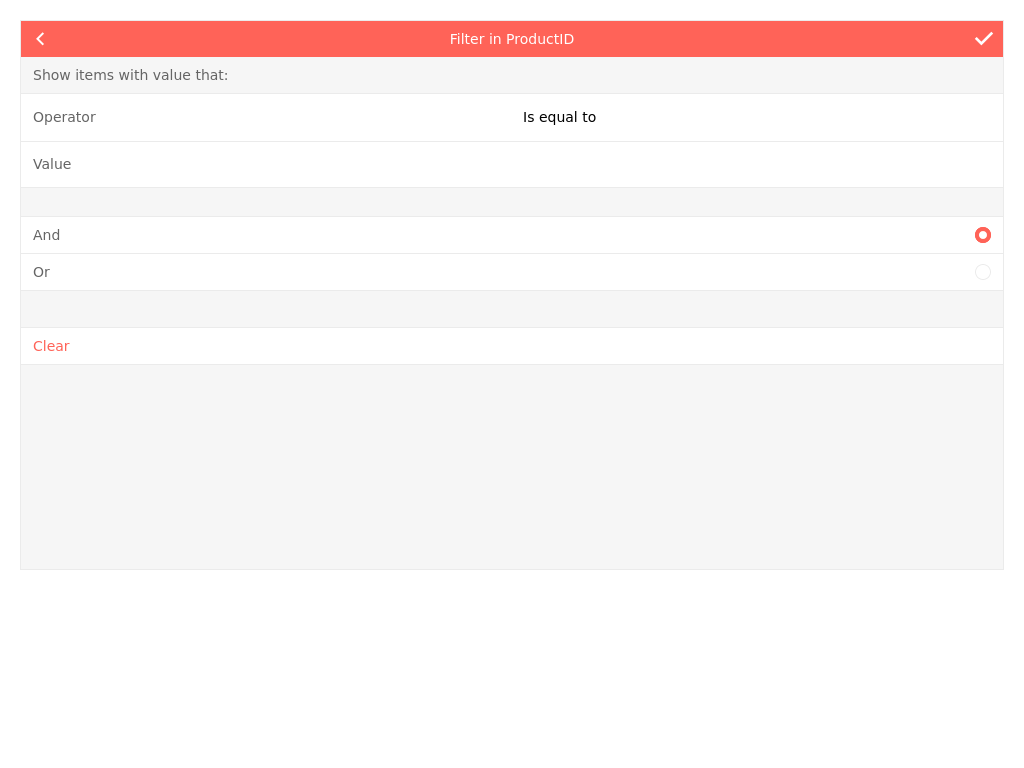 Filter in ProductID
Show items with value that:
Operator Is equal to
Value
And
Or
Clear